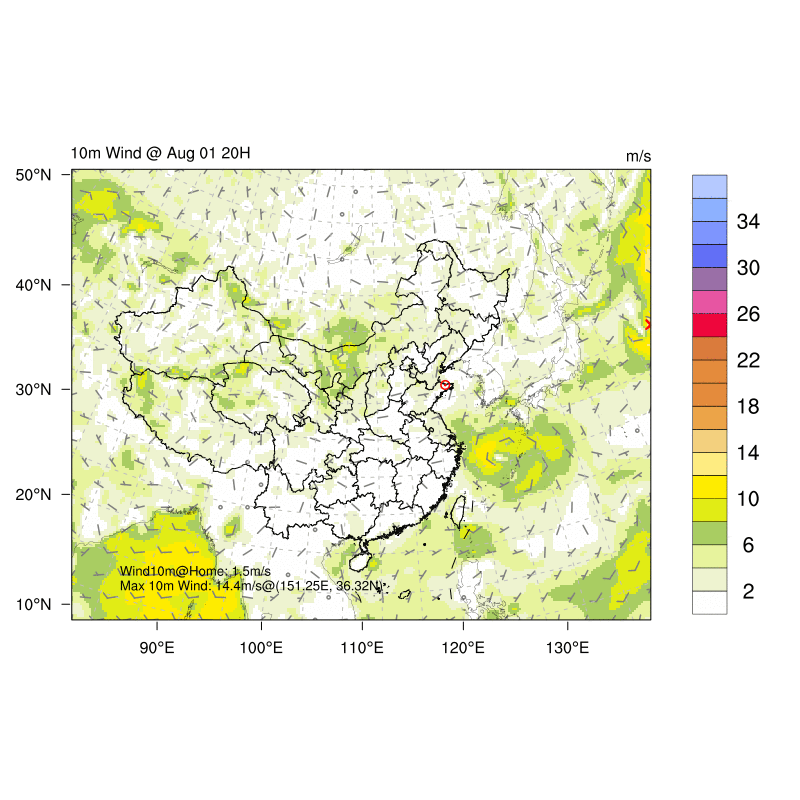 10m Wind @ Aug 01 20H
m/s
50°N
40°N
30°N
20°N
10°N
90°E
100°E
110°E
120°E
130°E
34
30
26
22
18
14
10
6
2
Wind10m@Home: 1.5m/s
Max 10m Wind: 14.4m/s@(151.25E, 36.32N)